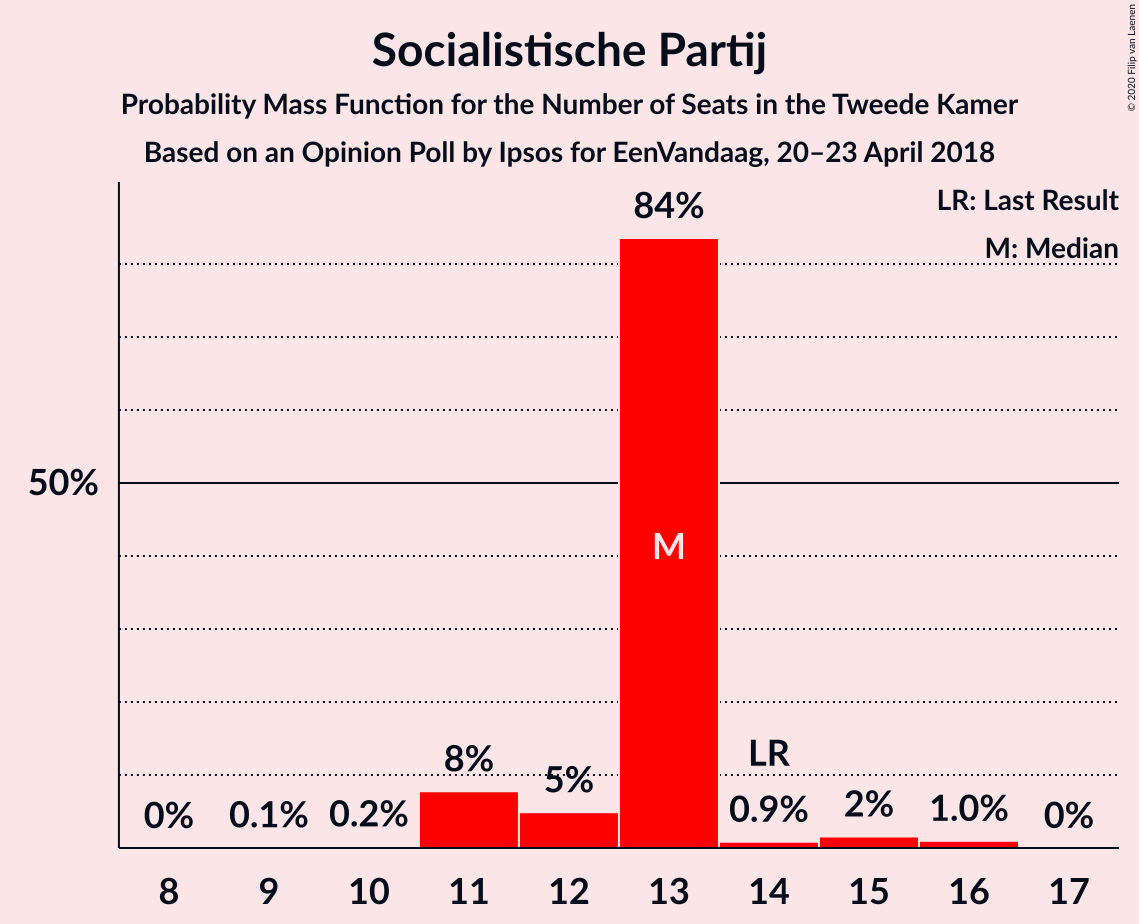 Socialistische Partij
Probability Mass Function for the Number of Seats in the Tweede Kamer
Based on an Opinion Poll by Ipsos for EenVandaag, 20–23 April 2018
© 2020 Filip van Laenen
LR: Last Result
M: Median
84%
50%
M
LR
8%
5%
0%
0.1%
0.2%
0.9%
2%
1.0%
0%
8 9 10 11 12 13 14 15 16 17